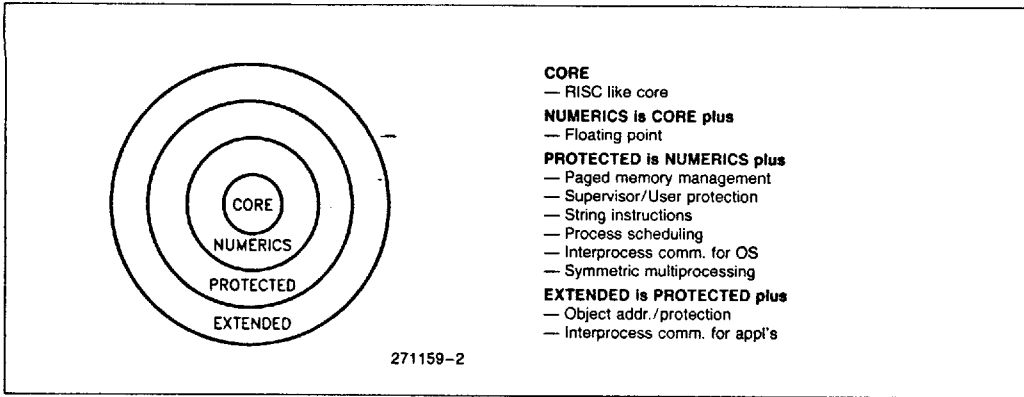 CORE
NUMERICS
PROTECTED
EXTENDED
271159-2
CORE
— RISC like core
NUMERICS is CORE plus
— Floating point
PROTECTED is NUMERICS plus
— Paged memory management
— Supervisor/User protection
— String instructions
— Process scheduling
— Interprocess comm. for OS
— Symmetric multiprocessing
EXTENDED is PROTECTED plus
— Object addr./protection
— Interprocess comm. for appl's